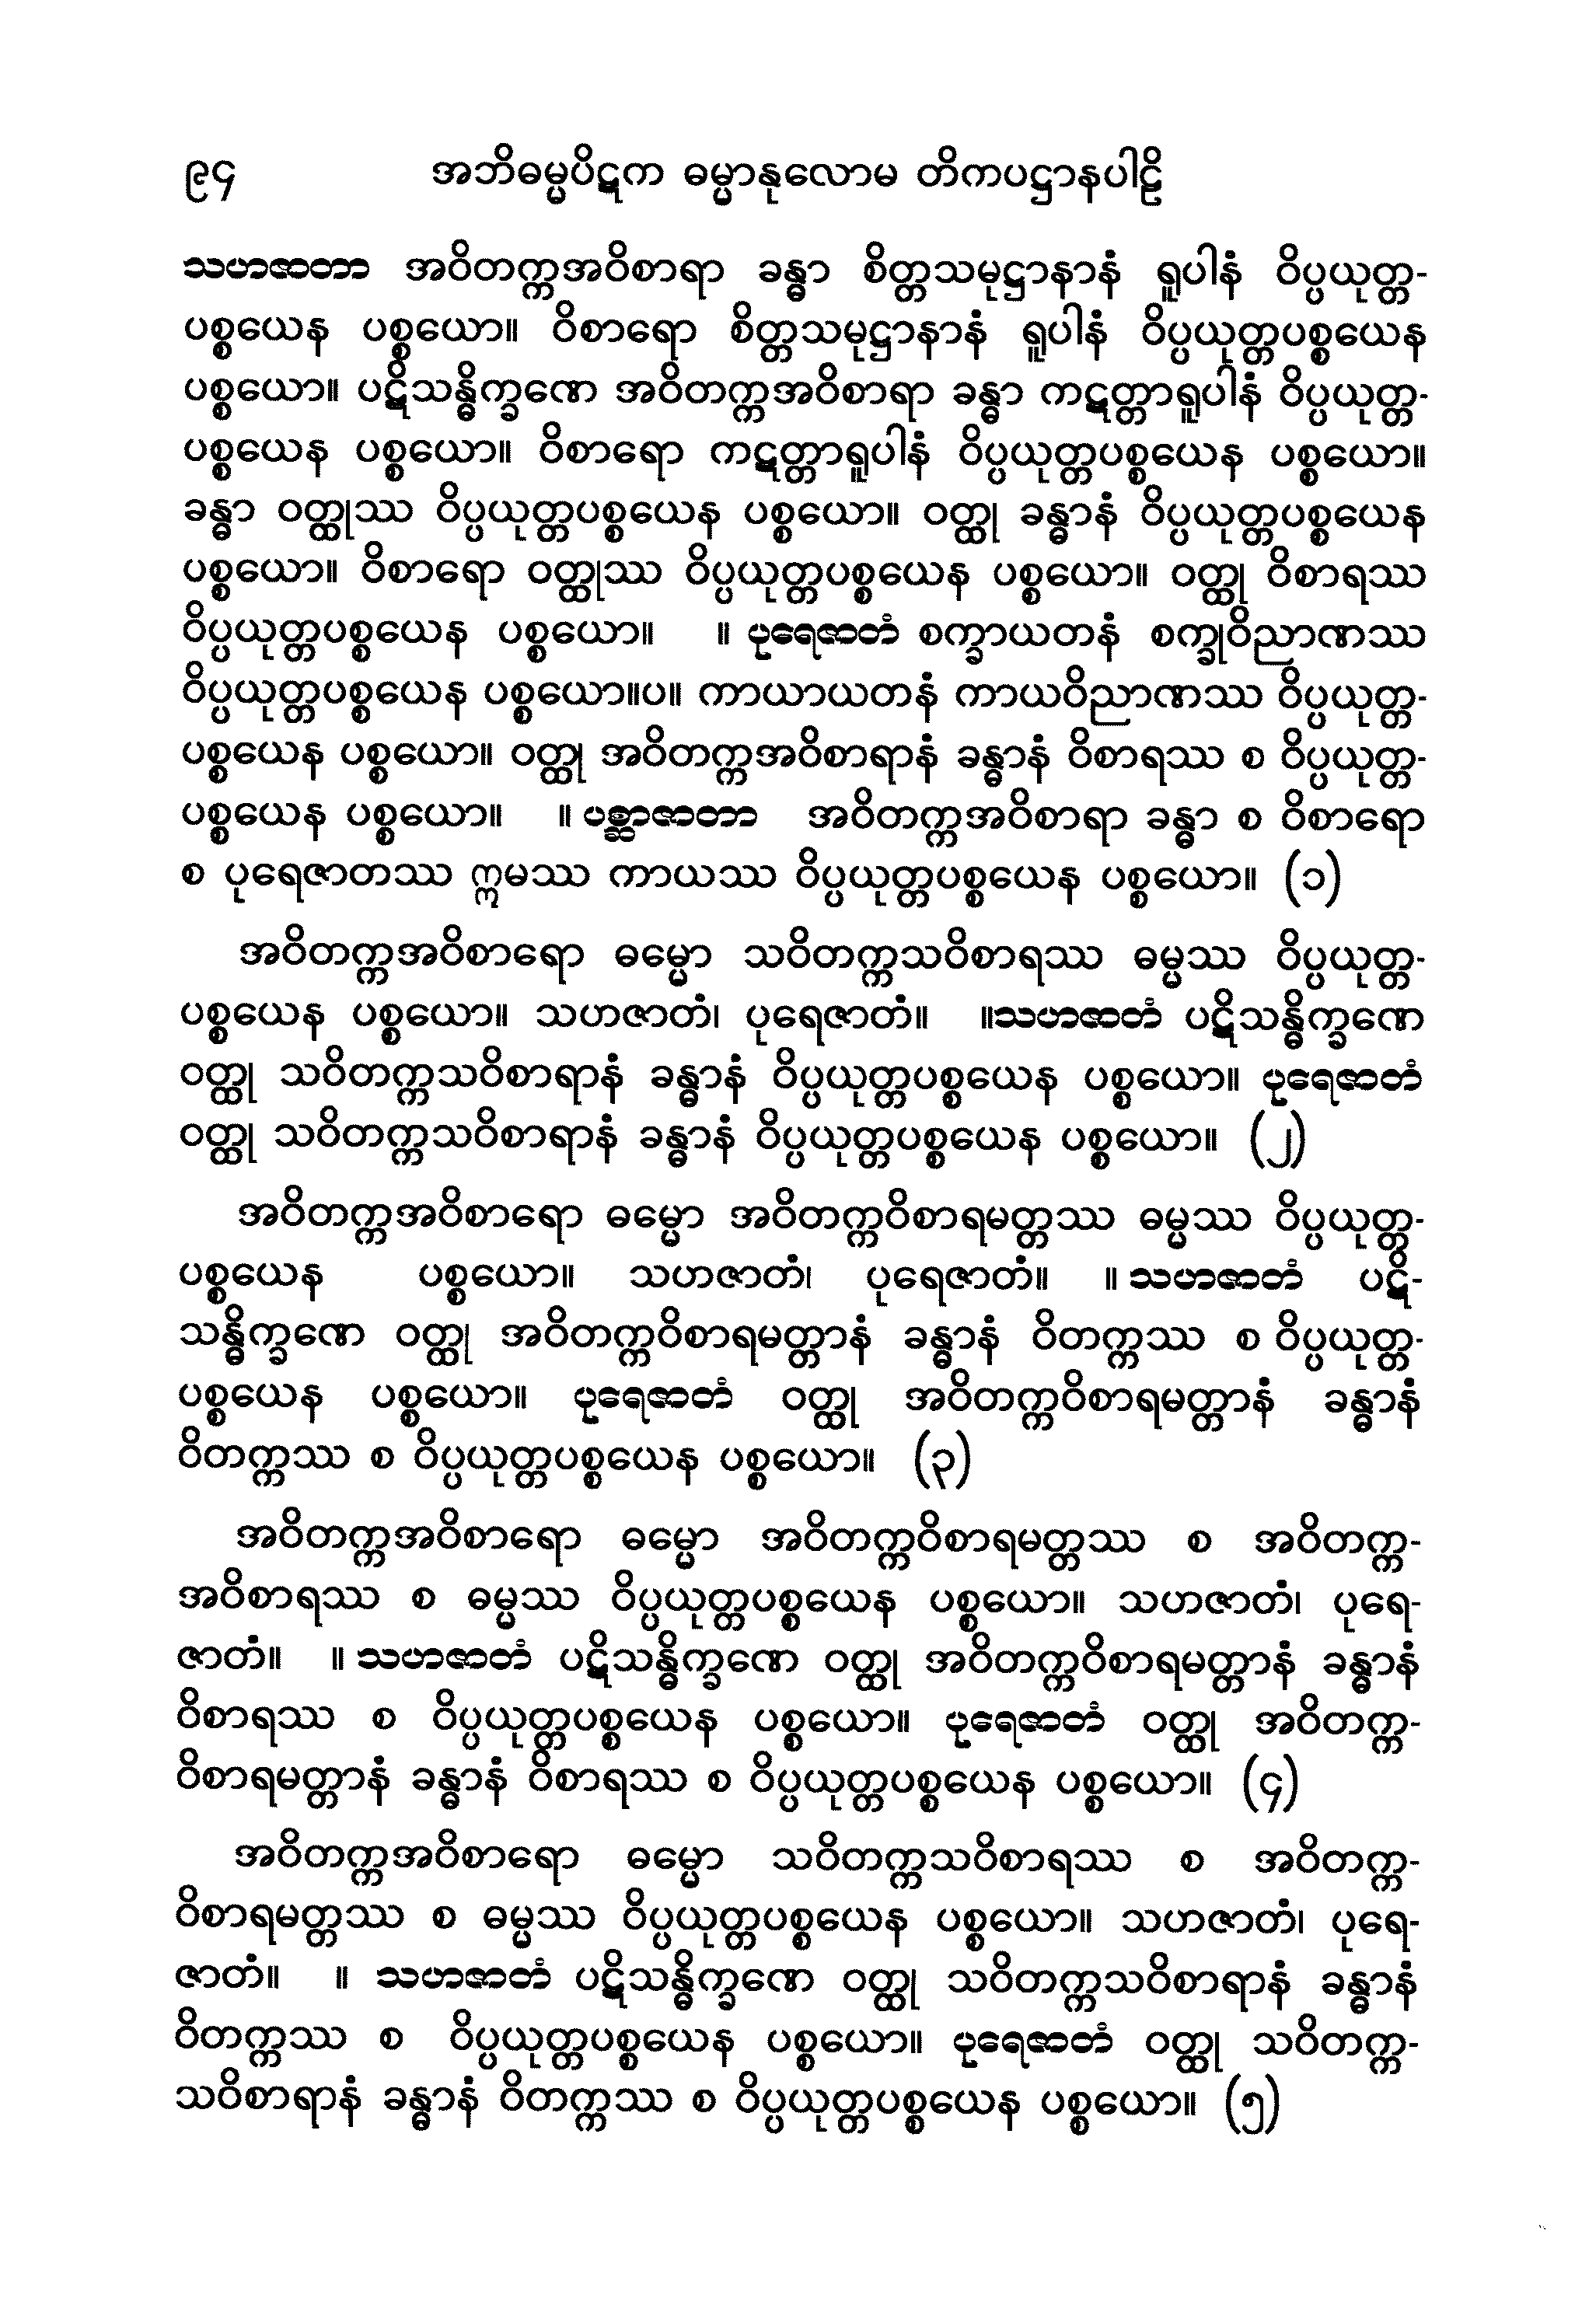 ၉၄ အဘိဓမ္မပိဋက ဓမ္မာနုလောမ တိကပဋ္ဌာနပါဠိ
သဟဇာတာ အဝိတက္ကအဝိစာရာ ခန္ဓာ စိတ္တသမုဋ္ဌာနာနံ ရူပါနံ ဝိပ္ပယုတ္တ-
ပစ္စယေန ပစ္စယော။ ဝိစာရော စိတ္တသမုဋ္ဌာနာနံ ရူပါနံ ဝိပ္ပယုတ္တပစ္စယေန
ပစ္စယော။ ပဋိသန္ဓိက္ခဏေ အဝိတက္ကအဝိစာရာ ခန္ဓာ ကဋတ္တာရူပါနံ ဝိပ္ပယုတ္တ-
ပစ္စယေန ပစ္စယော။ ဝိစာရော ကဋတ္တာရူပါနံ ဝိပ္ပယုတ္တပစ္စယေန ပစ္စယော။
ခန္ဓာ ဝတ္ထုဿ ဝိပ္ပယုတ္တပစ္စယေန ပစ္စယော။ ဝတ္ထု ခန္ဓာနံ ဝိပ္ပယုတ္တပစ္စယေန
ပစ္စယော။ ဝိစာရော ဝတ္ထုဿ ဝိပ္ပယုတ္တပစ္စယေန ပစ္စယော။ ဝတ္ထု ဝိစာရဿ
ဝိပ္ပယုတ္တပစ္စယေန ပစ္စယော။ ။ ပုရေဇာတံ စက္ခာယတနံ စက္ခုဝိညာဏဿ
ဝိပ္ပယုတ္တပစ္စယေန ပစ္စယော။ပ။ ကာယာယတနံ ကာယဝိညာဏဿ ဝိပ္ပယုတ္တ-
ပစ္စယေန ပစ္စယော။ ဝတ္ထု အဝိတက္ကအဝိစာရာနံ ခန္ဓာနံ ဝိစာရဿ စ ဝိပ္ပယုတ္တ-
ပစ္စယေန ပစ္စယော။ ။ ပစ္ဆာဇာတာ အဝိတက္ကအဝိစာရာ ခန္ဓာ စ ဝိစာရော
စ ပုရေဇာတဿ ဣမဿ ကာယဿ ဝိပ္ပယုတ္တပစ္စယေန ပစ္စယော။ (၁)
အဝိတက္ကအဝိစာရော ဓမ္မော သဝိတက္ကသဝိစာရဿ ဓမ္မဿ ဝိပ္ပယုတ္တ-
ပစ္စယေန ပစ္စယော။ သဟဇာတံ၊ ပုရေဇာတံ။ ။သဟဇာတံ ပဋိသန္ဓိက္ခဏေ
ဝတ္ထု သဝိတက္ကသဝိစာရာနံ ခန္ဓာနံ ဝိပ္ပယုတ္တပစ္စယေန ပစ္စယော။ ပုရေဇာတံ
ဝတ္ထု သဝိတက္ကသဝိစာရာနံ ခန္ဓာနံ ဝိပ္ပယုတ္တပစ္စယေန ပစ္စယော။ (၂)
အဝိတက္ကအဝိစာရော ဓမ္မော အဝိတက္ကဝိစာရမတ္တဿ ဓမ္မဿ ဝိပ္ပယုတ္တ-
ပစ္စယေန ပစ္စယော။ သဟဇာတံ၊ ပုရေဇာတံ။ ။ သဟဇာတံ ပဋိ-
သန္ဓိက္ခဏေ ဝတ္ထု အဝိတက္ကဝိစာရမတ္တာနံ ခန္ဓာနံ ဝိတက္ကဿ စ ဝိပ္ပယုတ္တ-
ပစ္စယေန ပစ္စယော။ ပုရေဇာတံ ဝတ္ထု အဝိတက္ကဝိစာရမတ္တာနံ ခန္ဓာနံ
ဝိတက္ကဿ စ ဝိပ္ပယုတ္တပစ္စယေန ပစ္စယော။ (၃)
အဝိတက္ကအဝိစာရော ဓမ္မော အဝိတက္ကဝိစာရမတ္တဿ စ အဝိတက္က-
အဝိစာရဿ စ ဓမ္မဿ ဝိပ္ပယုတ္တပစ္စယေန ပစ္စယော။ သဟဇာတံ၊ ပုရေ-
ဇာတံ။ ။ သဟဇာတံ ပဋိသန္ဓိက္ခဏေ ဝတ္ထု အဝိတက္ကဝိစာရမတ္တာနံ ခန္ဓာနံ
ဝိစာရဿ စ ဝိပ္ပယုတ္တပစ္စယေန ပစ္စယော။ ပုရေဇာတံ ဝတ္ထု အဝိတက္က-
ဝိစာရမတ္တာနံ ခန္ဓာနံ ဝိစာရဿ စ ဝိပ္ပယုတ္တပစ္စယေန ပစ္စယော။ (၄)
အဝိတက္ကအဝိစာရော ဓမ္မော သဝိတက္ကသဝိစာရဿ စ အဝိတက္က-
ဝိစာရမတ္တဿ စ ဓမ္မဿ ဝိပ္ပယုတ္တပစ္စယေန ပစ္စယော။ သဟဇာတံ၊ ပုရေ-
ဇာတံ။ ။ သဟဇာတံ ပဋိသန္ဓိက္ခဏေ ဝတ္ထု သဝိတက္ကသဝိစာရာနံ ခန္ဓာနံ
ဝိတက္ကဿ စ ဝိပ္ပယုတ္တပစ္စယေန ပစ္စယော။ ပုရေဇာတံ ဝတ္ထု သဝိတက္က-
သဝိစာရာနံ ခန္ဓာနံ ဝိတက္ကဿ စ ဝိပ္ပယုတ္တပစ္စယေန ပစ္စယော။ (၅)